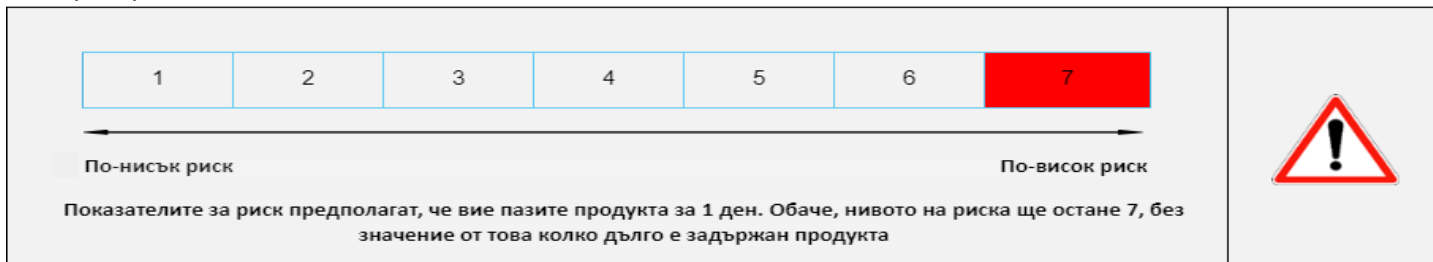 1 2 3 4 5 6 7
По-нисък риск По-висок риск
Показателите за риск предполагат, че вие пазите продукта за 1 ден. Обаче, нивото на риска ще остане 7, без
значение от това колко дълго е задържан продукта